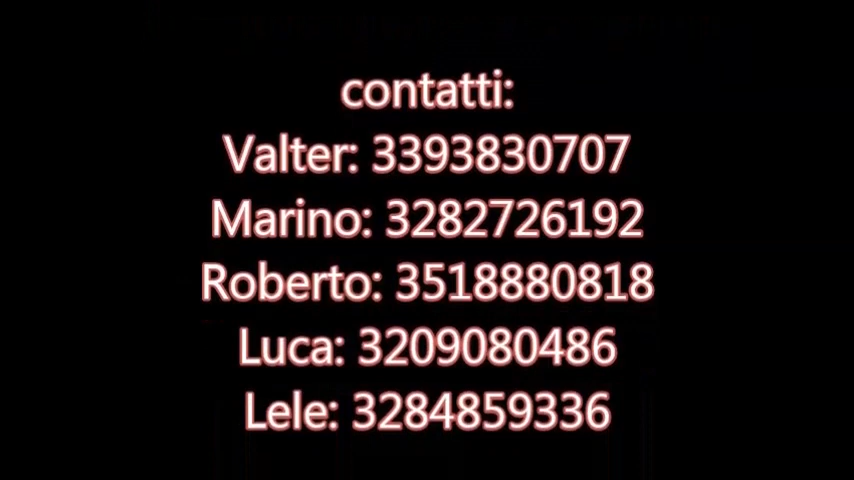 contatti:
Valter: 3393830707
Marino: 3282726192
Roberto: 3518880818
Luca: 3209080486
Lele: 3284859336